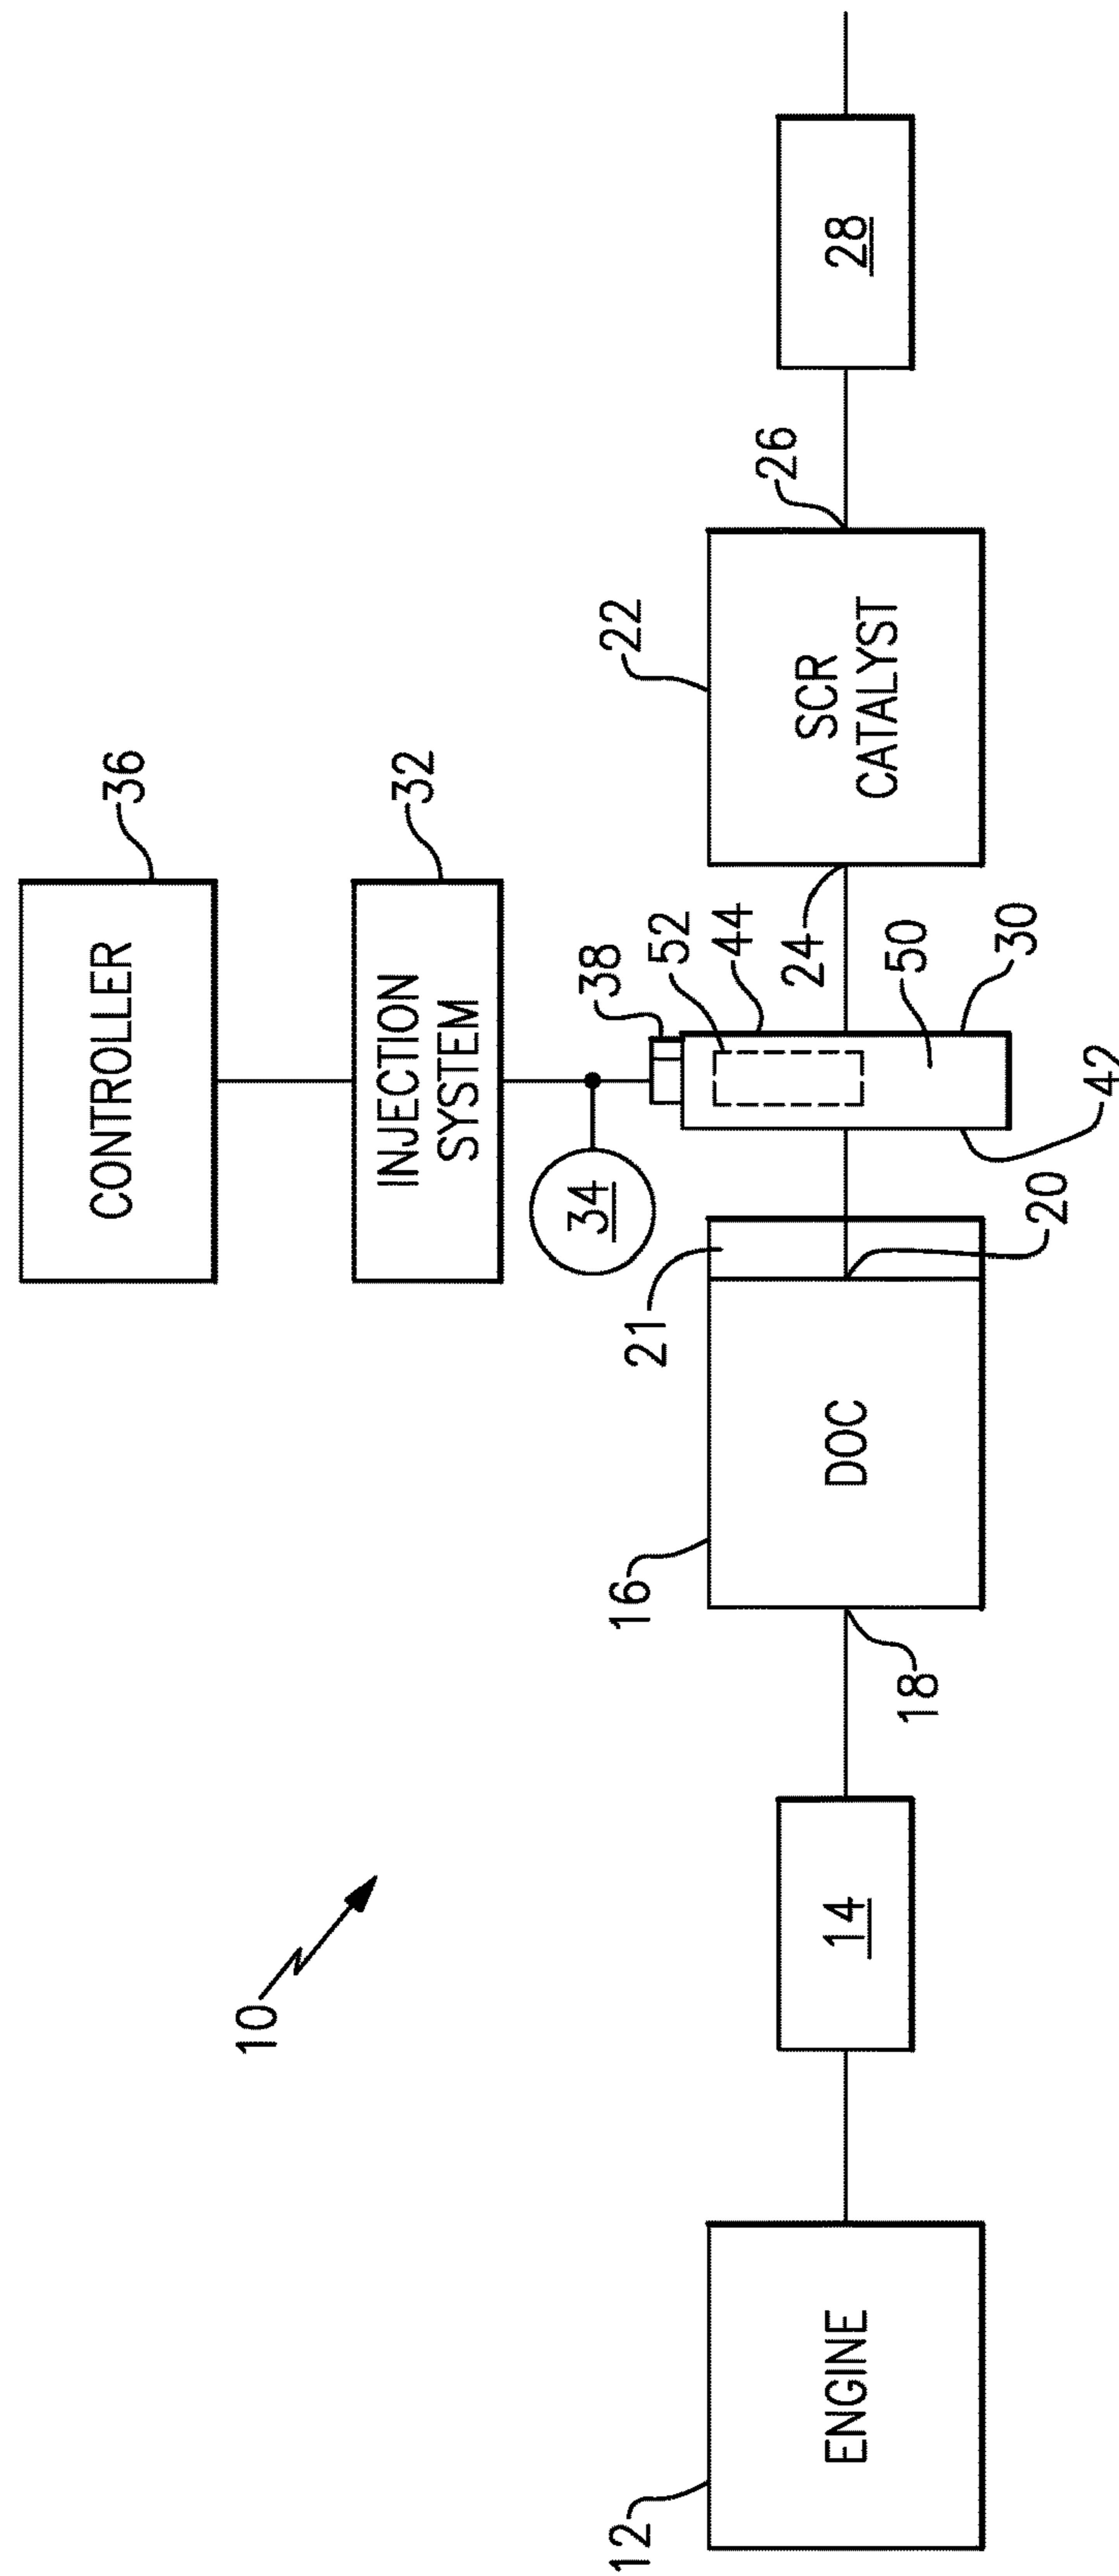 CONTROLLER
36
INJECTION
SYSTEM
32
10
34
38
52
44
12
ENGINE
14
16
DOC
18
21
20
42
50
30
24
22
SCR
CATALYST
26
28